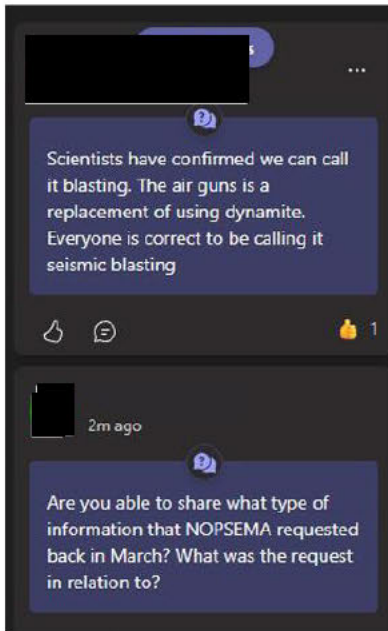 s
...
Scientists have confirmed we can call
it blasting. The air guns is a
replacement of using dynamite.
Everyone is correct to be calling it
seismic blasting
1
2m ago
Are you able to share what type of
information that NOPSEMA requested
back in March? What was the request
in relation to?